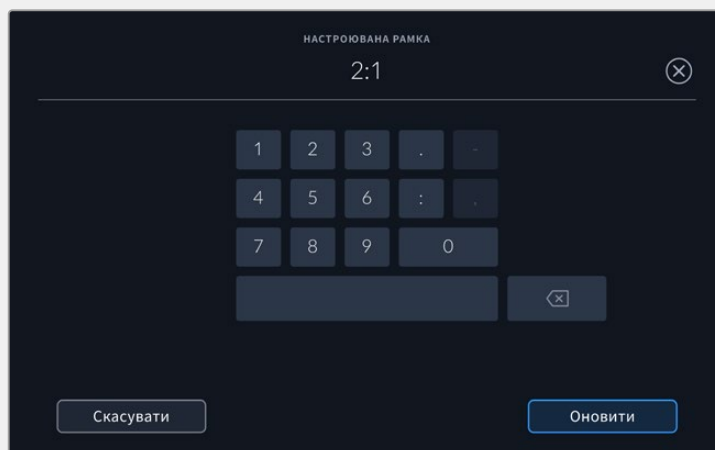 НАСТРОЮВАНА РАМКА
2:1
1 2 3 . -
4 5 6 : ,
7 8 9 0
Скасувати Оновити